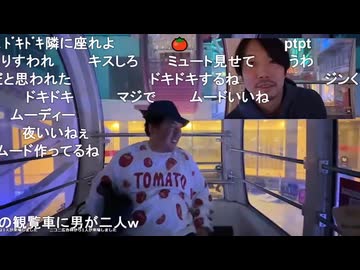 ﾄﾞｷﾄﾞｷ隣に座れよ
ptpt
りすわれ キスしろ ミュート見せて うわ
だと思われた ドキドキするね ジンく
ドキドキ マジで ムードいいね
ムーディー
夜いいねぇ
ムード作ってるね
TOMATO
の観覧車に男が二人w